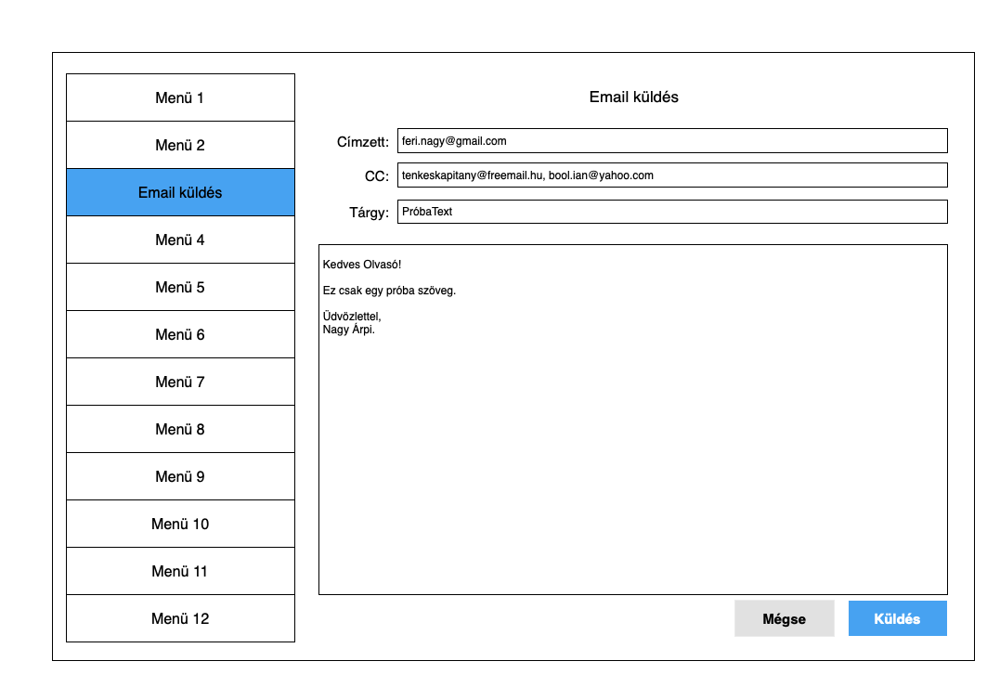 Menü 1
Menü 2
Email küldés
Menü 4
Menü 5
Menü 6
Menü 7
Menü 8
Menü 9
Menü 10
Menü 11
Menü 12
Email küldés
Címzett: feri.nagy@gmail.com
CC: tenkeskapitany@freemail.hu, bool.ian@yahoo.com
Tárgy: PróbaText
Kedves Olvasó!
Ez csak egy próba szöveg.
Üdvözlettel,
Nagy Árpi.
Mégse Küldés